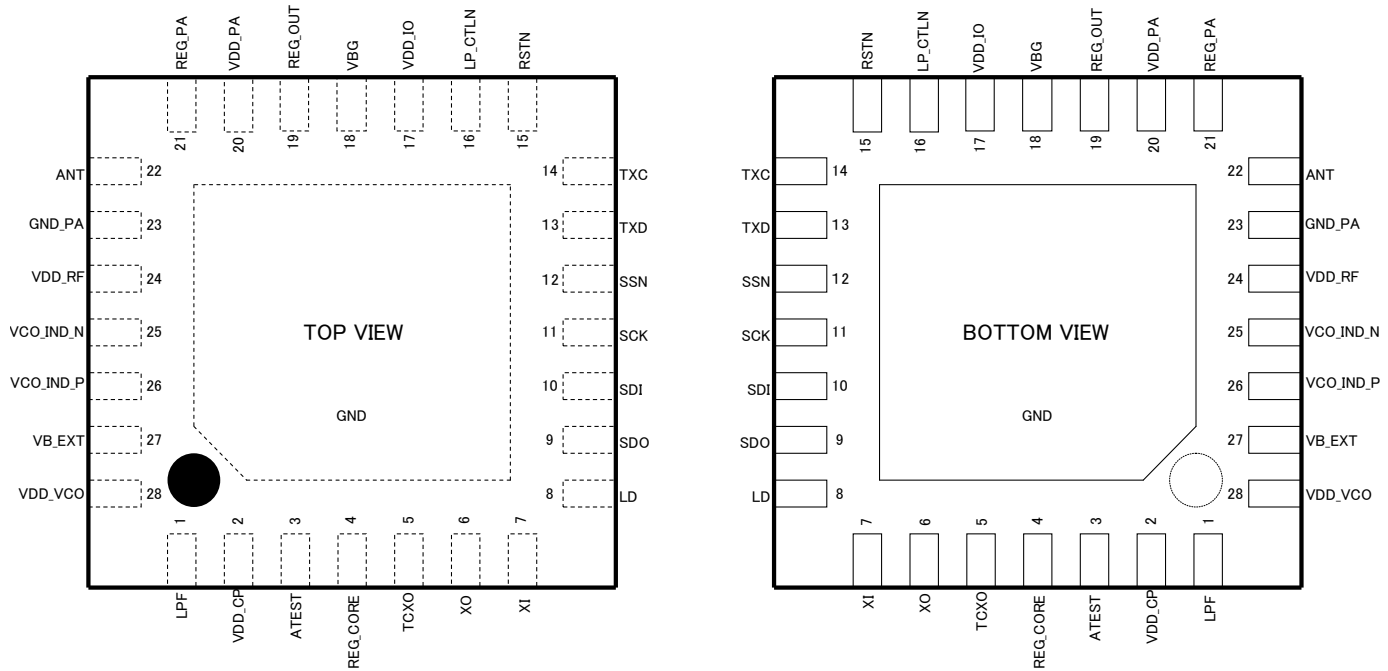 REG_PA
VDD_PA
REG_OUT
VBG
VDD_IO
LP_CTLN
RSTN
21
20
19
18
17
16
15
ANT 22
GND_PA 23
VDD_RF 24
VCO_IND_N 25
VCO_IND_P 26
VB_EXT 27
VDD_VCO 28
14 TXC
13 TXD
12 SSN
11 SCK
10 SDI
9 SDO
8 LD
TOP VIEW
GND
1
2
3
4
5
6
7
LPF
VDD_CP
ATEST
REG_CORE
TCXO
XO
XI
RSTN
LP_CTLN
VDD_IO
VBG
REG_OUT
VDD_PA
REG_PA
15
16
17
18
19
20
21
TXC 14
TXD 13
SSN 12
SCK 11
SDI 10
SDO 9
LD 8
22 ANT
23 GND_PA
24 VDD_RF
25 VCO_IND_N
26 VCO_IND_P
27 VB_EXT
28 VDD_VCO
BOTTOM VIEW
GND
7
6
5
4
3
2
1
XI
XO
TCXO
REG_CORE
ATEST
VDD_CP
LPF